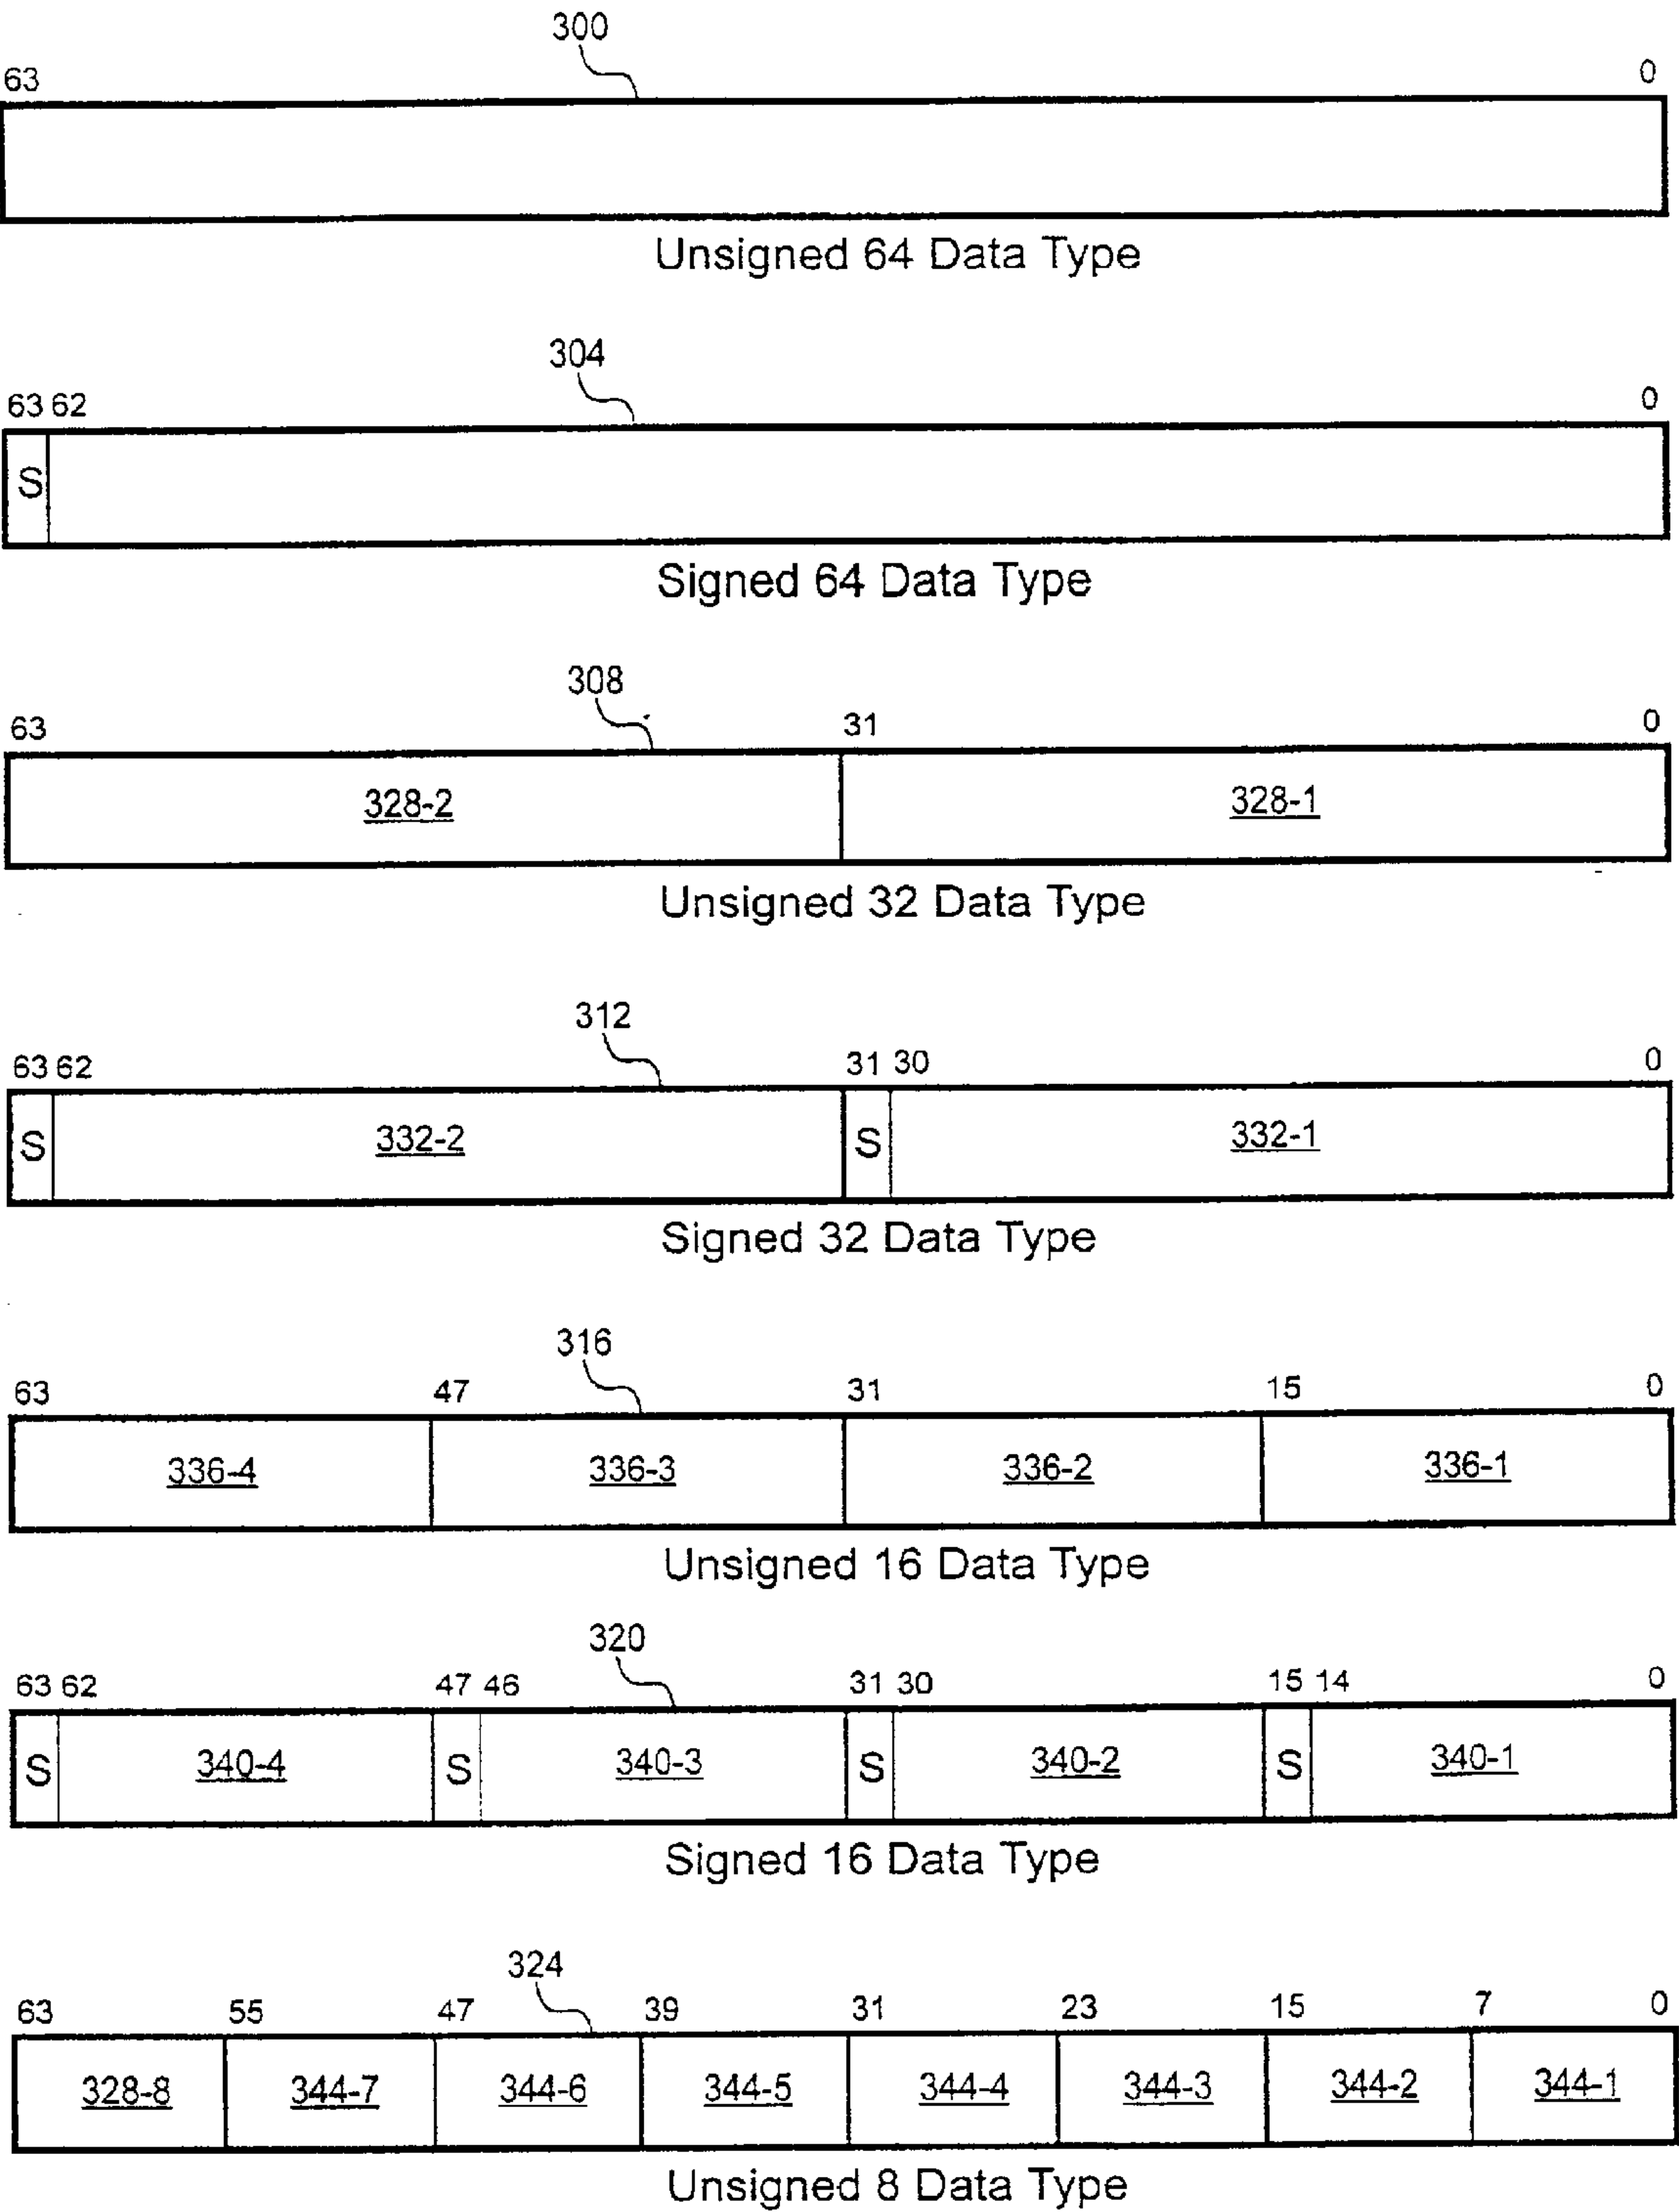 300
63 0
Unsigned 64 Data Type
304
63 62 0
S
Signed 64 Data Type
308
63 31 0
328-2 328-1
Unsigned 32 Data Type
312
63 62 31 30 0
S 332-2 S 332-1
Signed 32 Data Type
316
63 47 31 15 0
336-4 336-3 336-2 336-1
Unsigned 16 Data Type
320
63 62 47 46 31 30 15 14 0
S 340-4 S 340-3 S 340-2 S 340-1
Signed 16 Data Type
324
63 55 47 39 31 23 15 7 0
328-8 344-7 344-6 344-5 344-4 344-3 344-2 344-1
Unsigned 8 Data Type